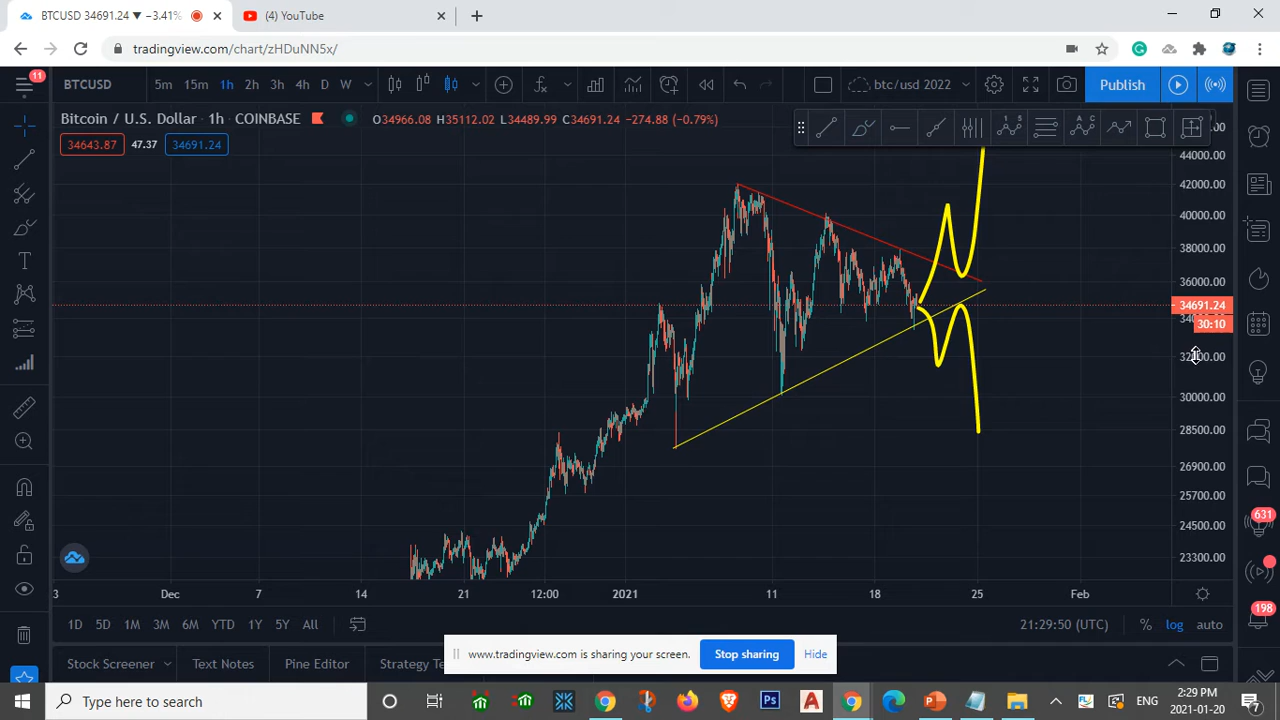 BTCUSD 34691.24 ▼ −3.41%
(4) YouTube
tradingview.com/chart/zHDuNN5x/
11
BTCUSD 5m 15m 1h 2h 3h 4h D W btc/usd 2022 Publish
Bitcoin / U.S. Dollar · 1h · COINBASE O34966.08 H35112.02 L34489.99 C34691.24 −274.88 (−0.79%)
34643.87 47.37 34691.24
44000.00
42000.00
40000.00
38000.00
36000.00
34691.24
30:10
30000.00
28500.00
26900.00
25700.00
24500.00
23300.00
631
198
3 Dec 7 14 21 12:00 2021 11 18 25 Feb
1D 5D 1M 3M 6M YTD 1Y 5Y All 21:29:50 (UTC) % log auto
www.tradingview.com is sharing your screen. Stop sharing Hide
Stock Screener Text Notes Pine Editor
Type here to search
Ps
ENG
2:29 PM
2021-01-20
7